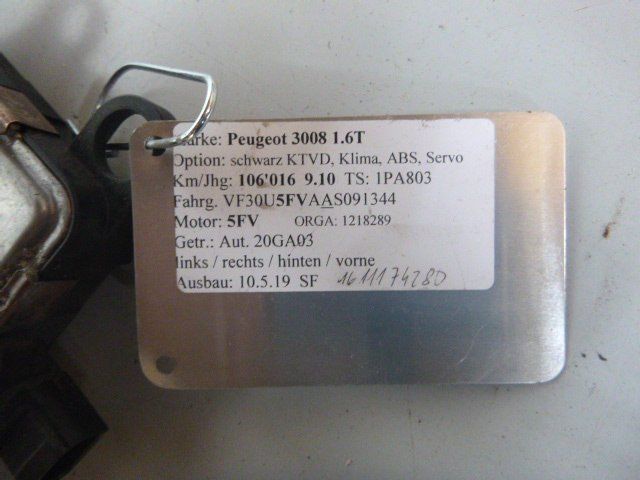 Marke: Peugeot 3008 1.6T
Option: schwarz KTVD, Klima, ABS, Servo
Km/Jhg: 106'016 9.10 TS: 1PA803
Fahrg. VF30U5FVAAS091344
Motor: 5FV ORGA: 1218289
Getr.: Aut. 20GA03
links / rechts / hinten / vorne
Ausbau: 10.5.19 SF 1611174280